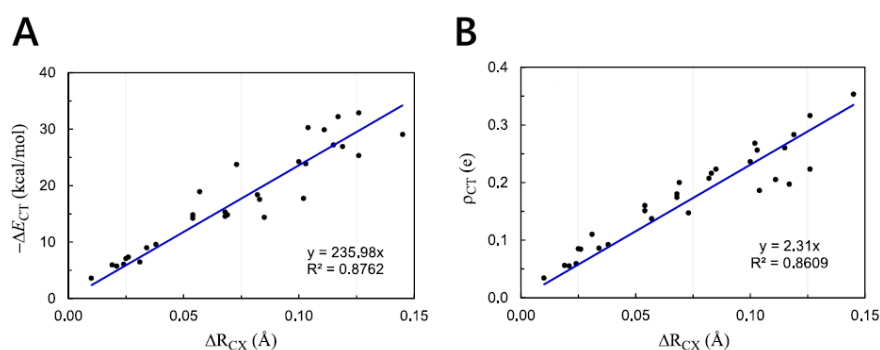 A
−ΔE_CT (kcal/mol)
40
30
20
10
0
y = 235.98x
R² = 0.8762
0.00
0.05
0.10
0.15
ΔR_CX (Å)
B
ρ_CT (e)
0.4
0.3
0.2
0.1
0.0
y = 2.31x
R² = 0.8609
0.00
0.05
0.10
0.15
ΔR_CX (Å)